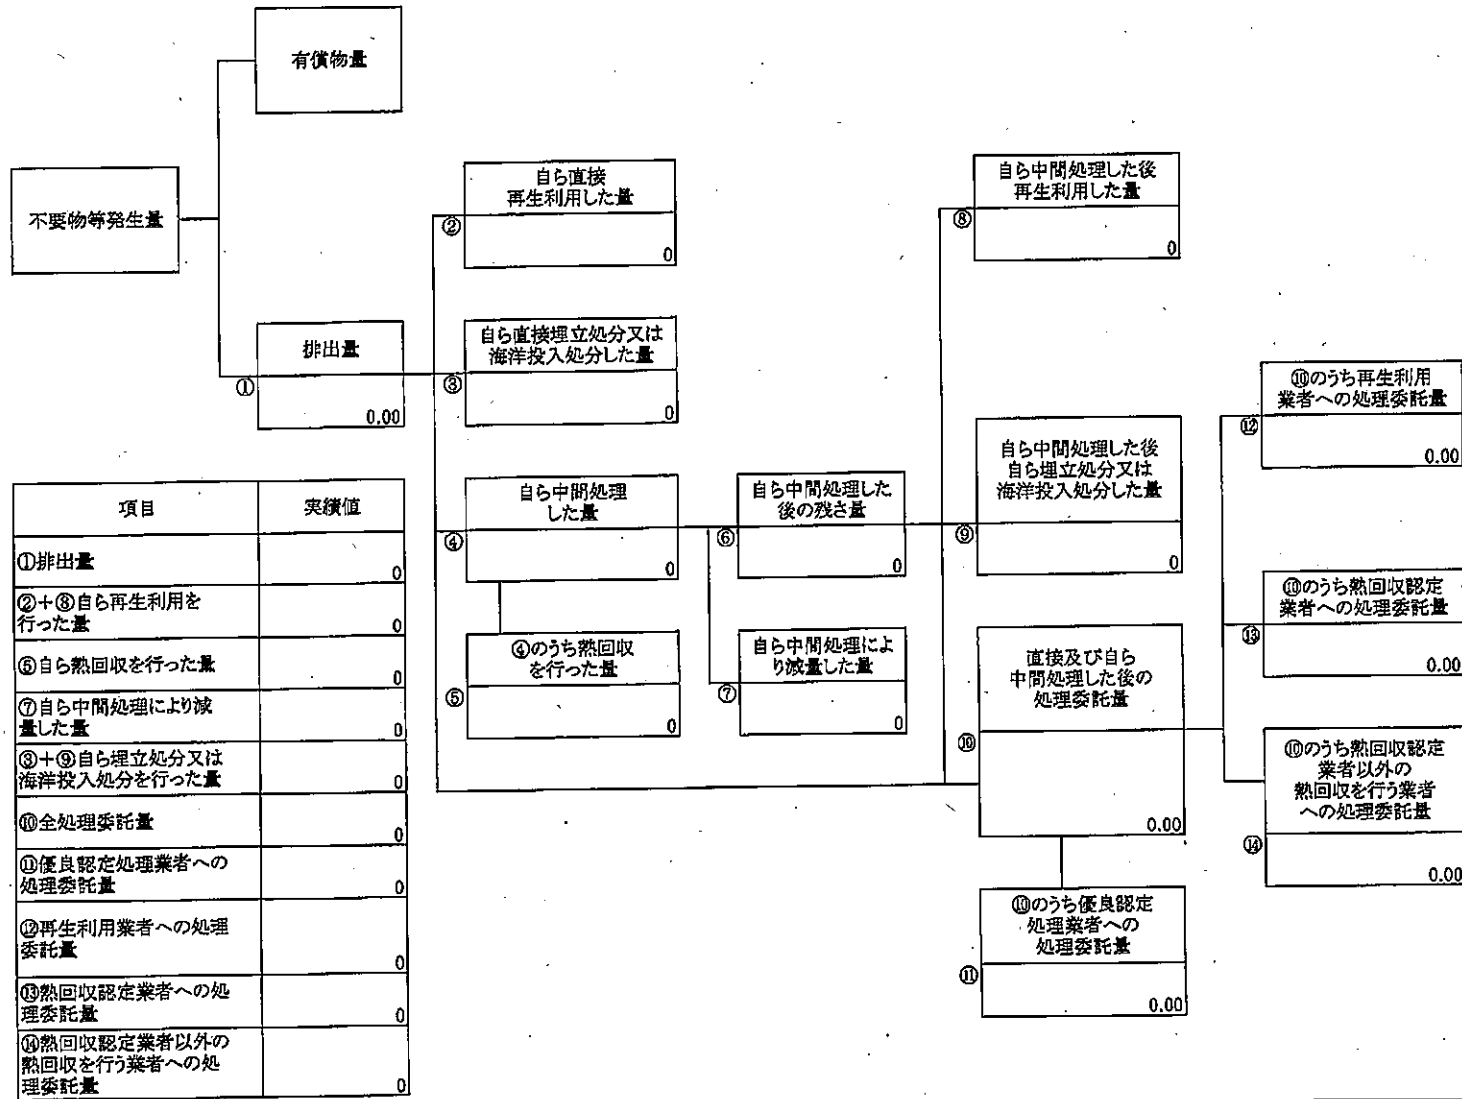 有償物量
不要物等発生量
排出量
①
0.00
自ら直接
再生利用した量
②
0
自ら直接埋立処分又は
海洋投入処分した量
③
0
自ら中間処理
した量
④
0
④のうち熱回収
を行った量
⑤
0
自ら中間処理した
後の残さ量
⑥
0
自ら中間処理によ
り減量した量
⑦
0
自ら中間処理した後
再生利用した量
⑧
0
自ら中間処理した後
自ら埋立処分又は
海洋投入処分した量
⑨
0
直接及び自ら
中間処理した後の
処理委託量
⑩
0.00
⑩のうち優良認定
処理業者への
処理委託量
⑪
0.00
⑩のうち再生利用
業者への処理委託量
⑫
0.00
⑩のうち熱回収認定
業者への処理委託量
⑬
0.00
⑩のうち熱回収認定
業者以外の
熱回収を行う業者
への処理委託量
⑭
0.00
項目 実績値
①排出量
0
②+⑧自ら再生利用を
行った量
0
⑤自ら熱回収を行った量
0
⑦自ら中間処理により減
量した量
0
③+⑨自ら埋立処分又は
海洋投入処分を行った量
0
⑩全処理委託量
0
⑪優良認定処理業者への
処理委託量
0
⑫再生利用業者への処理
委託量
0
⑬熱回収認定業者への処
理委託量
0
⑭熱回収認定業者以外の
熱回収を行う業者への処
理委託量
0